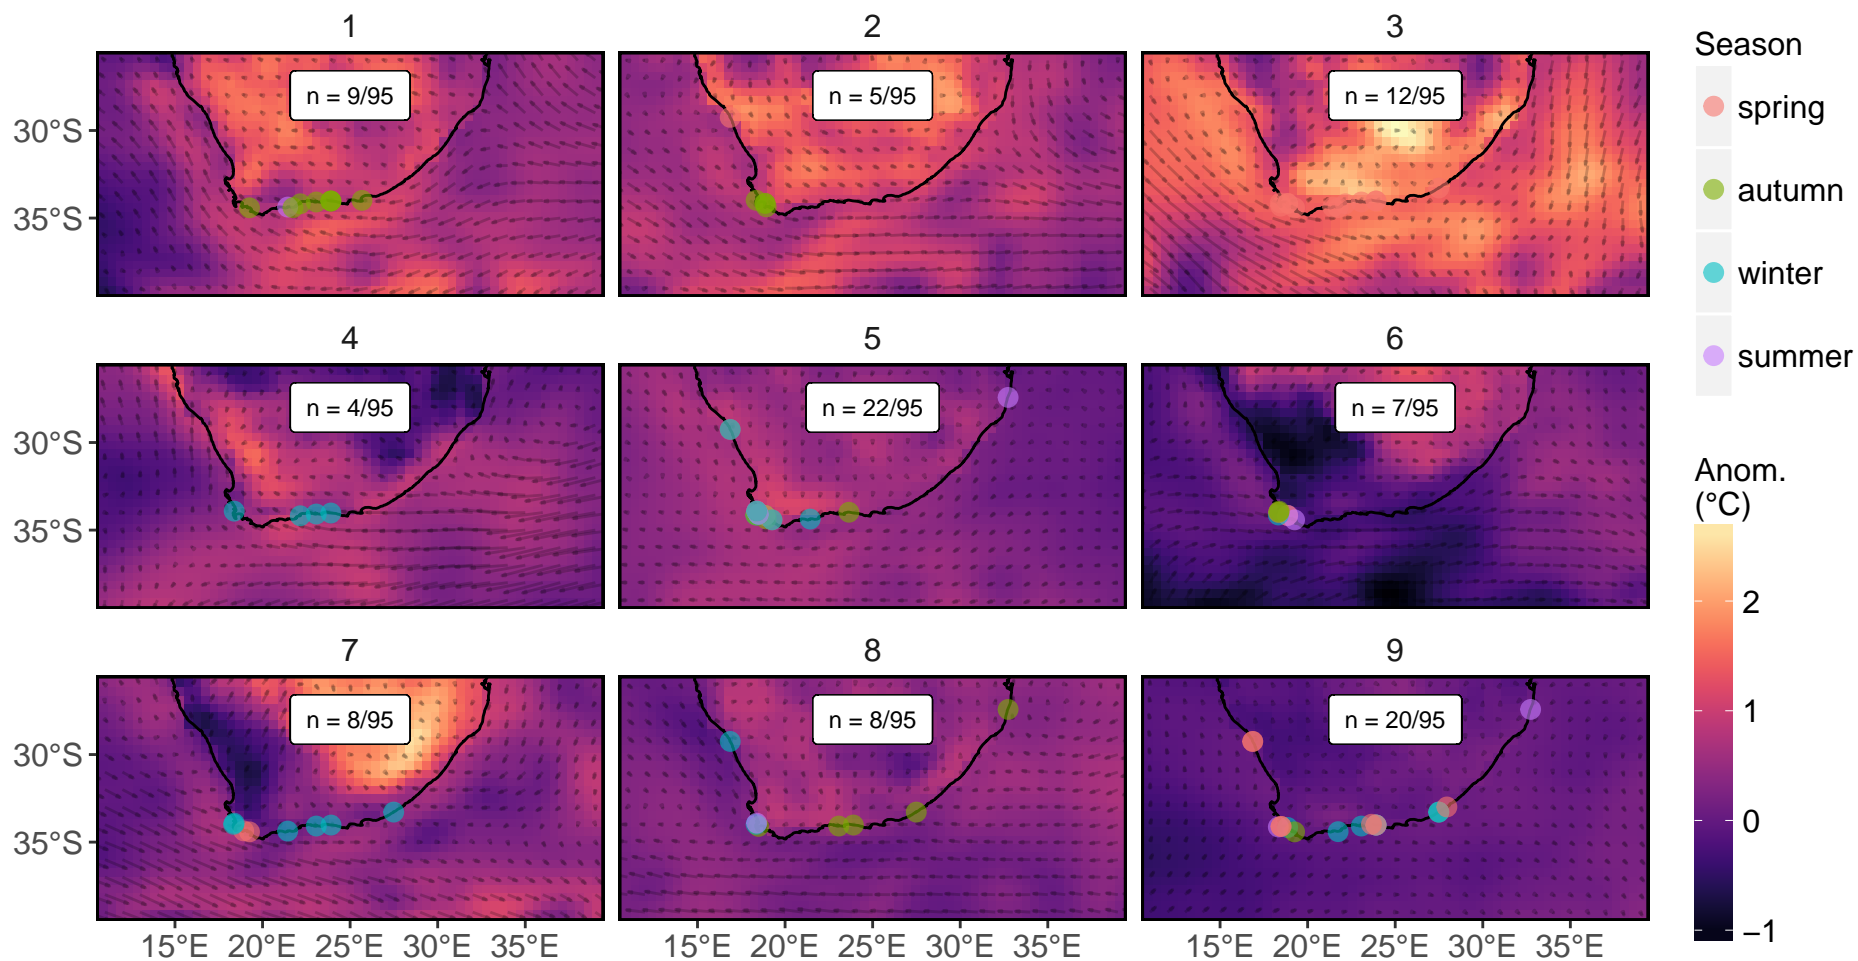 1
2
3
Season
n = 9/95
n = 5/95
n = 12/95
spring
30°S
autumn
35°S
winter
4
5
6
summer
n = 4/95
n = 22/95
n = 7/95
30°S
Anom.
(°C)
35°S
2
7
8
9
1
n = 8/95
n = 8/95
n = 20/95
30°S
0
35°S
−1
15°E 20°E 25°E 30°E 35°E
15°E 20°E 25°E 30°E 35°E
15°E 20°E 25°E 30°E 35°E